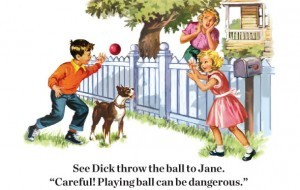 See Dick throw the ball to Jane.
“Careful! Playing ball can be dangerous.”